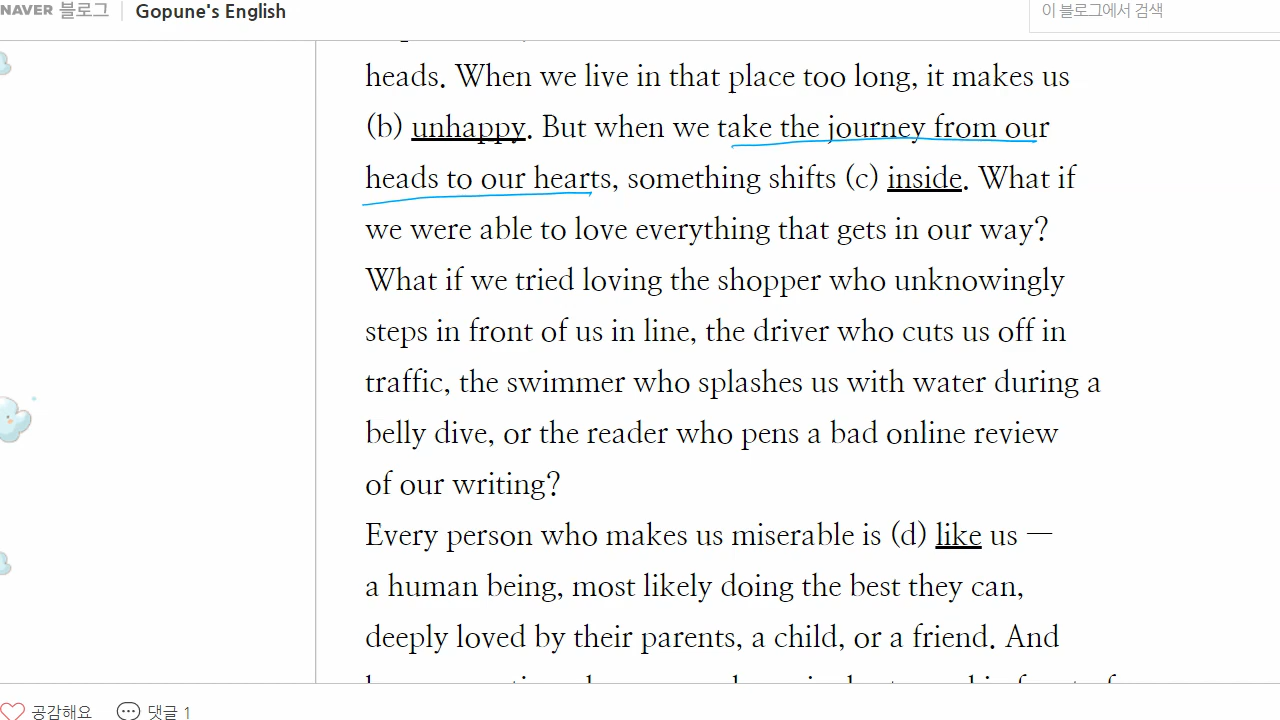 NAVER 블로그 Gopune's English 이 블로그에서 검색
heads. When we live in that place too long, it makes us
(b) unhappy. But when we take the journey from our
heads to our hearts, something shifts (c) inside. What if
we were able to love everything that gets in our way?
What if we tried loving the shopper who unknowingly
steps in front of us in line, the driver who cuts us off in
traffic, the swimmer who splashes us with water during a
belly dive, or the reader who pens a bad online review
of our writing?
Every person who makes us miserable is (d) like us —
a human being, most likely doing the best they can,
deeply loved by their parents, a child, or a friend. And
공감해요 댓글 1